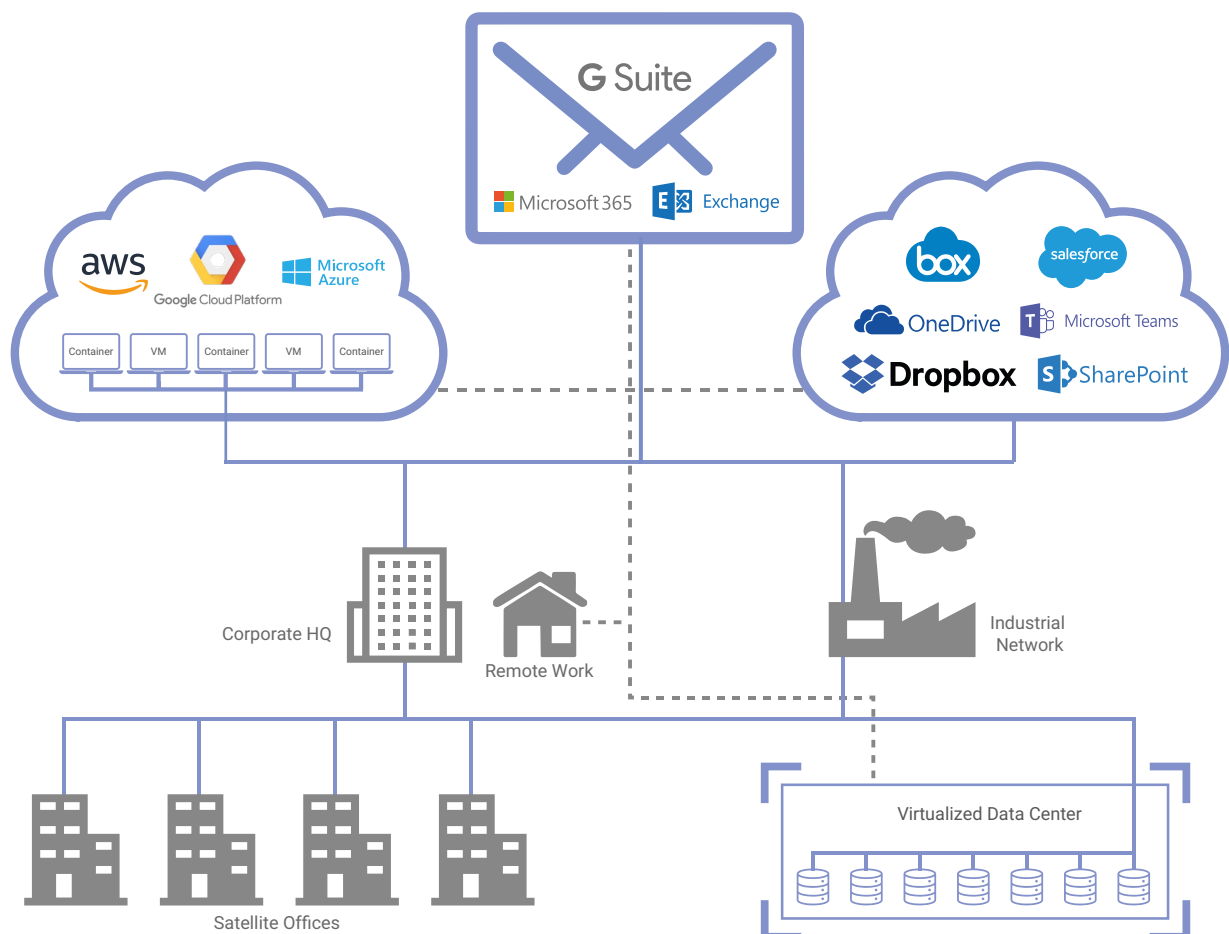 G Suite
Microsoft 365
E Exchange
aws
Google Cloud Platform
Microsoft
Azure
Container
VM
Container
VM
Container
box
salesforce
OneDrive
T Microsoft Teams
Dropbox
S SharePoint
Corporate HQ
Remote Work
Industrial
Network
Satellite Offices
Virtualized Data Center